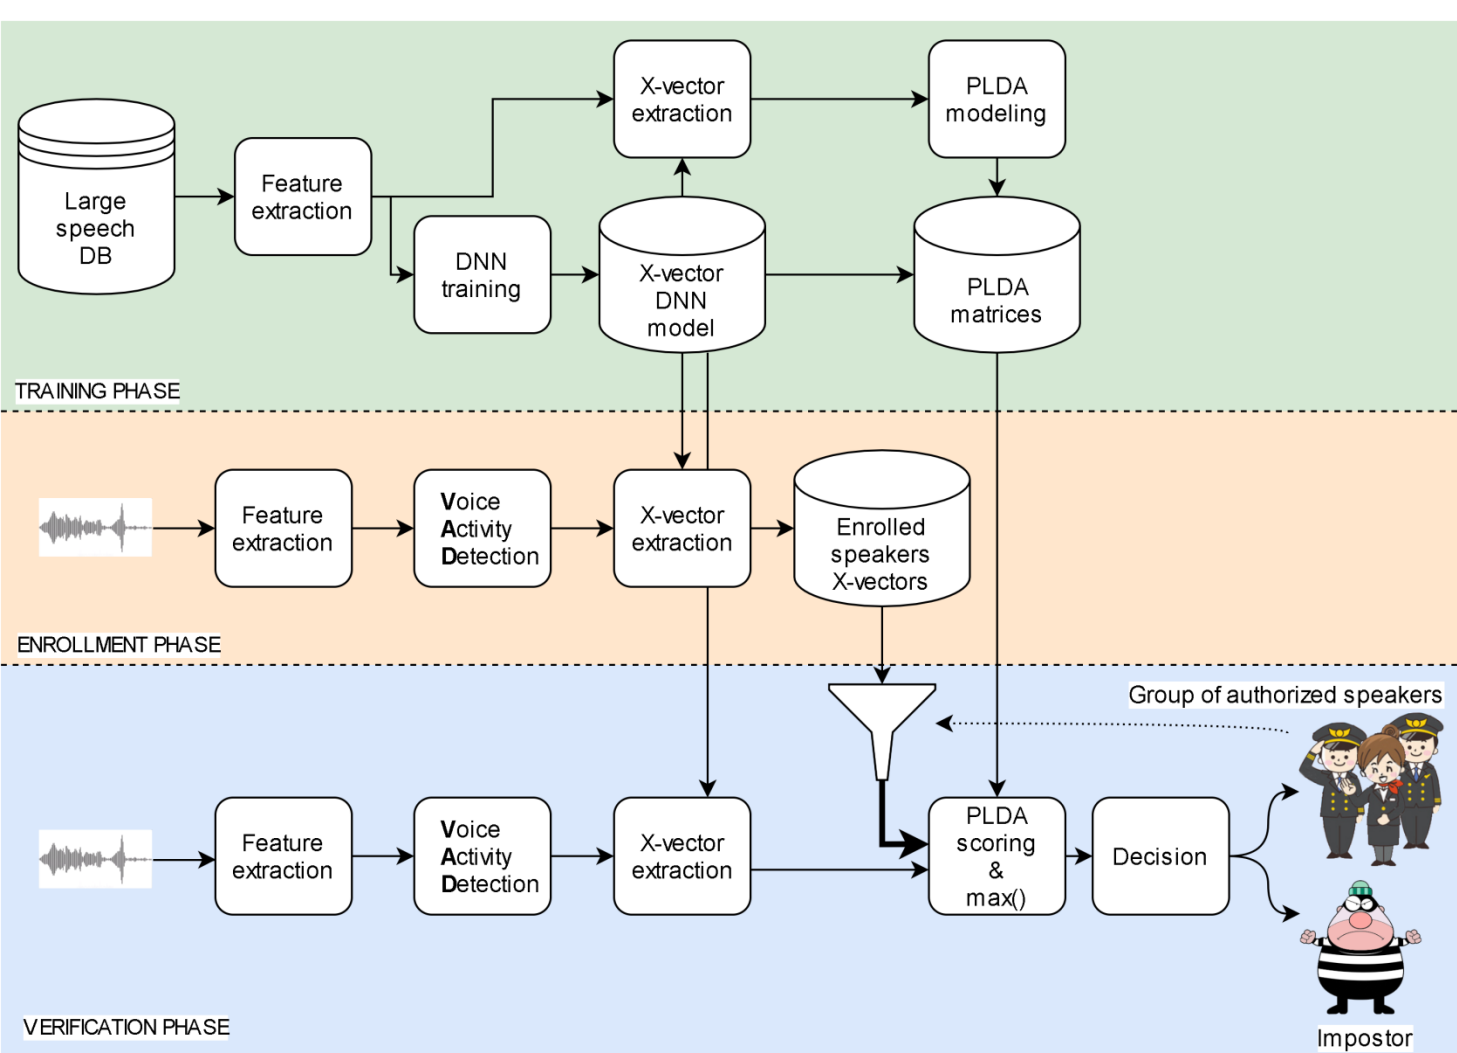 X-vector
extraction
PLDA
modeling
Large
speech
DB
Feature
extraction
DNN
training
X-vector
DNN
model
PLDA
matrices
TRAINING PHASE
Feature
extraction
Voice
Activity
Detection
X-vector
extraction
Enrolled
speakers
X-vectors
ENROLLMENT PHASE
Group of authorized speakers
Feature
extraction
Voice
Activity
Detection
X-vector
extraction
PLDA
scoring
&
max()
Decision
VERIFICATION PHASE
Impostor